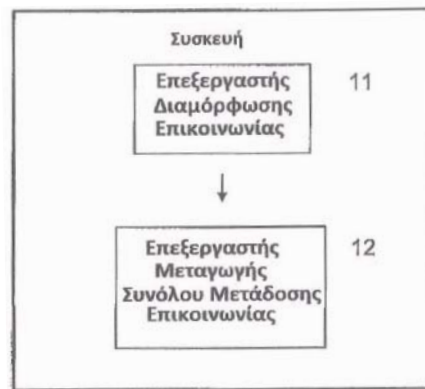 Συσκευή
Επεξεργαστής
Διαμόρφωσης
Επικοινωνίας
11
Επεξεργαστής
Μεταγωγής
Συνόλου Μετάδοσης
Επικοινωνίας
12